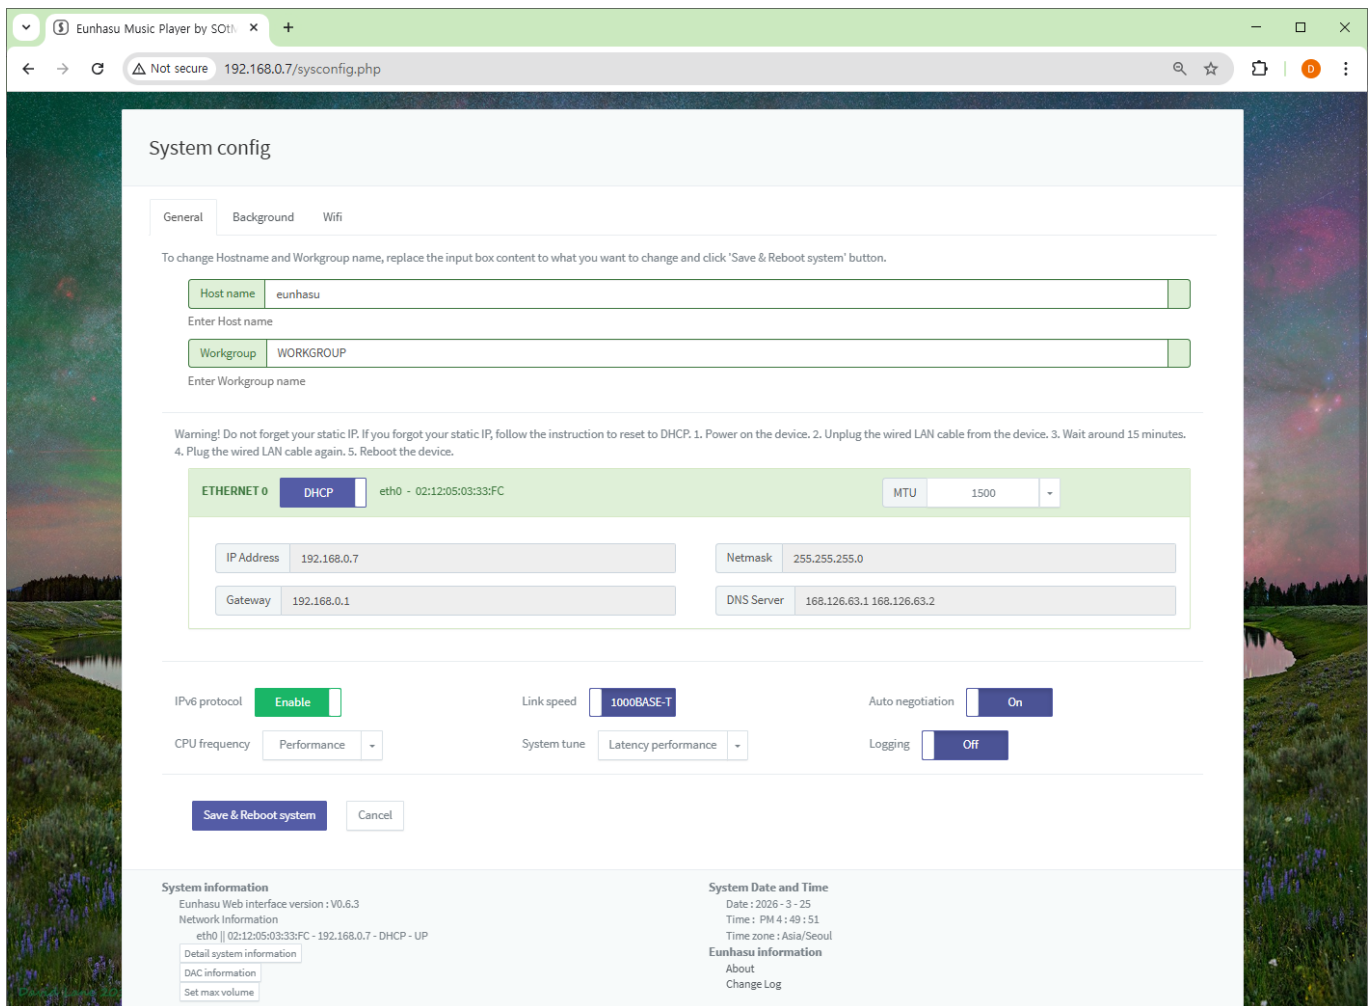 Eunhasu Music Player by SOtM
Not secure
192.168.0.7/sysconfig.php
D
System config
General
Background
Wifi
To change Hostname and Workgroup name, replace the input box content to what you want to change and click 'Save & Reboot system' button.
Host name
eunhasu
Enter Host name
Workgroup
WORKGROUP
Enter Workgroup name
Warning! Do not forget your static IP. If you forgot your static IP, follow the instruction to reset to DHCP. 1. Power on the device. 2. Unplug the wired LAN cable from the device. 3. Wait around 15 minutes.
4. Plug the wired LAN cable again. 5. Reboot the device.
ETHERNET 0
DHCP
eth0 - 02:12:05:03:33:FC
MTU
1500
IP Address
192.168.0.7
Netmask
255.255.255.0
Gateway
192.168.0.1
DNS Server
168.126.63.1 168.126.63.2
IPv6 protocol
Enable
Link speed
1000BASE-T
Auto negotiation
On
CPU frequency
Performance
System tune
Latency performance
Logging
Off
Save & Reboot system
Cancel
System information
Eunhasu Web interface version : V0.6.3
Network Information
eth0 || 02:12:05:03:33:FC - 192.168.0.7 - DHCP - UP
Detail system information
DAC information
Set max volume
System Date and Time
Date : 2026 - 3 - 25
Time : PM 4 : 49 : 51
Time zone : Asia/Seoul
Eunhasu information
About
Change Log